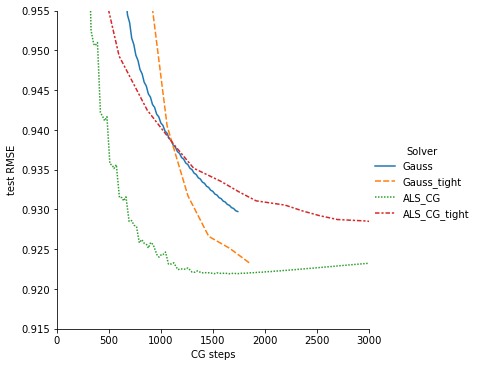 0.955
0.950
0.945
0.940
0.935
0.930
0.925
0.920
0.915
test RMSE
0 500 1000 1500 2000 2500 3000
CG steps
Solver
Gauss
Gauss_tight
ALS_CG
ALS_CG_tight